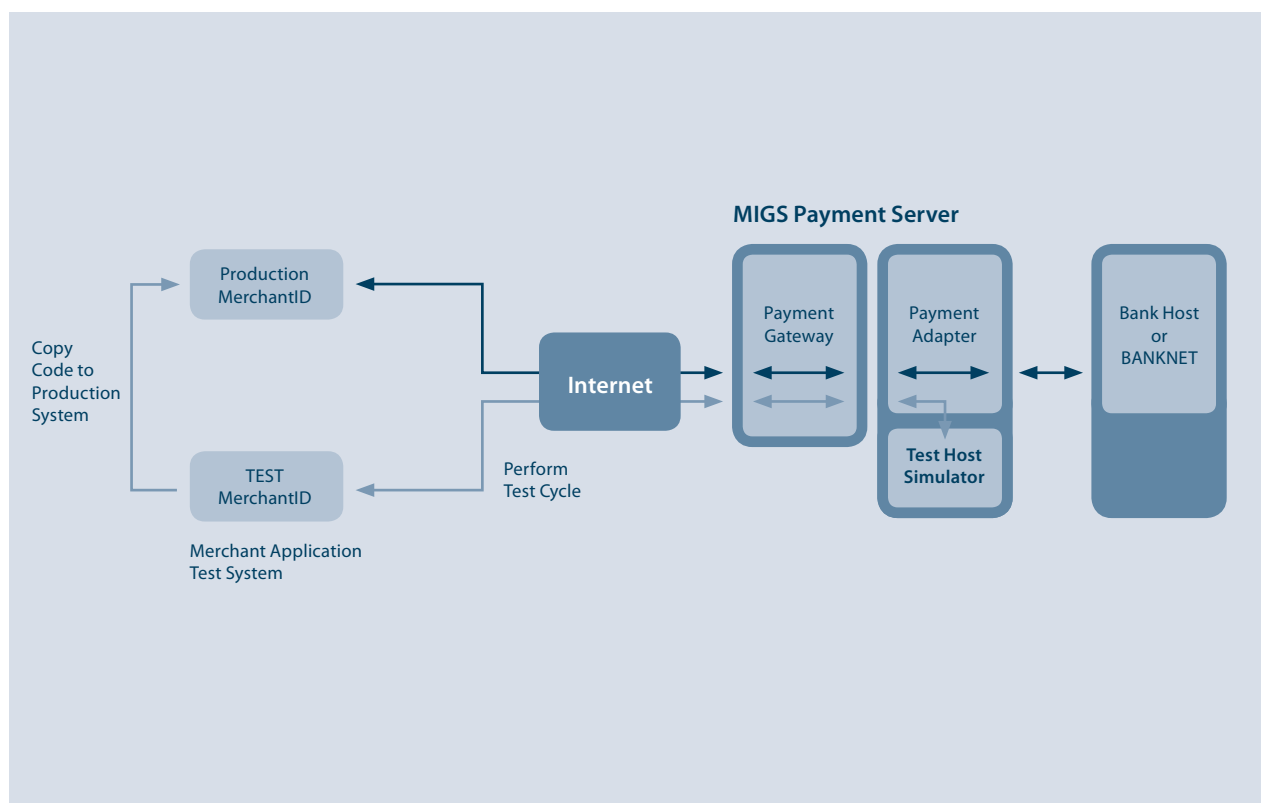 MIGS Payment Server
Production
MerchantID
Payment
Gateway
Payment
Adapter
Bank Host
or
BANKNET
Copy
Code to
Production
System
Internet
TEST
MerchantID
Perform
Test Cycle
Test Host
Simulator
Merchant Application
Test System